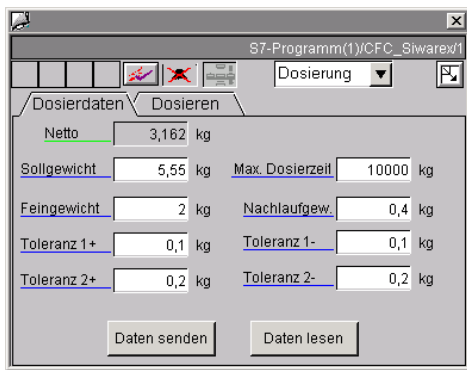 S7-Programm(1)/CFC_Siwarex/1
Dosierung
Dosierdaten Dosieren
Netto 3,162 kg
Sollgewicht 5,55 kg Max. Dosierzeit 10000 kg
Feingewicht 2 kg Nachlaufgew. 0,4 kg
Toleranz 1+ 0,1 kg Toleranz 1- 0,1 kg
Toleranz 2+ 0,2 kg Toleranz 2- 0,2 kg
Daten senden Daten lesen